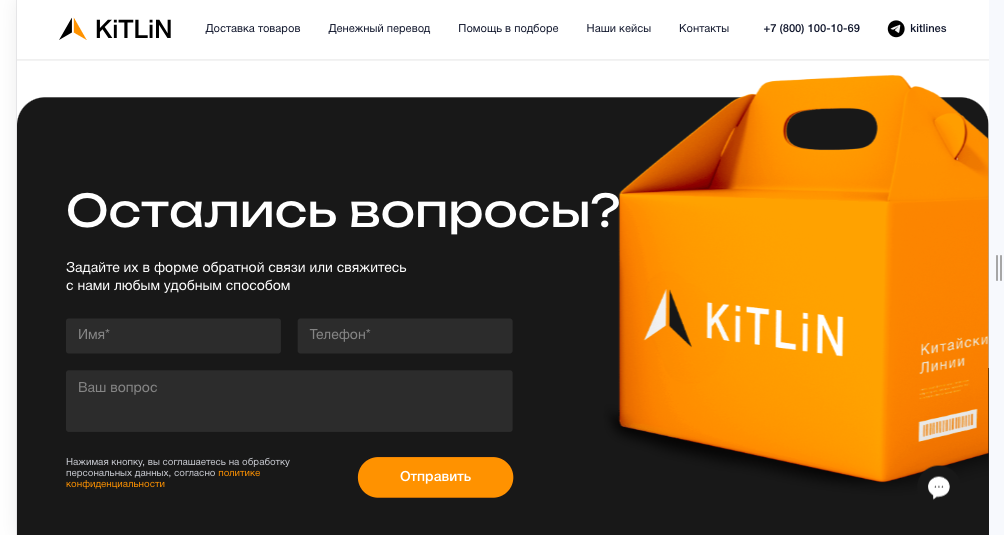 KiTLiN
Доставка товаров
Денежный перевод
Помощь в подборе
Наши кейсы
Контакты
+7 (800) 100-10-69
kitlines
Остались вопросы?
Задайте их в форме обратной связи или свяжитесь
с нами любым удобным способом
Имя*
Телефон*
Ваш вопрос
Нажимая кнопку, вы соглашаетесь на обработку
персональных данных, согласно политике
конфиденциальности
Отправить
KiTLiN
Китайски
Линии